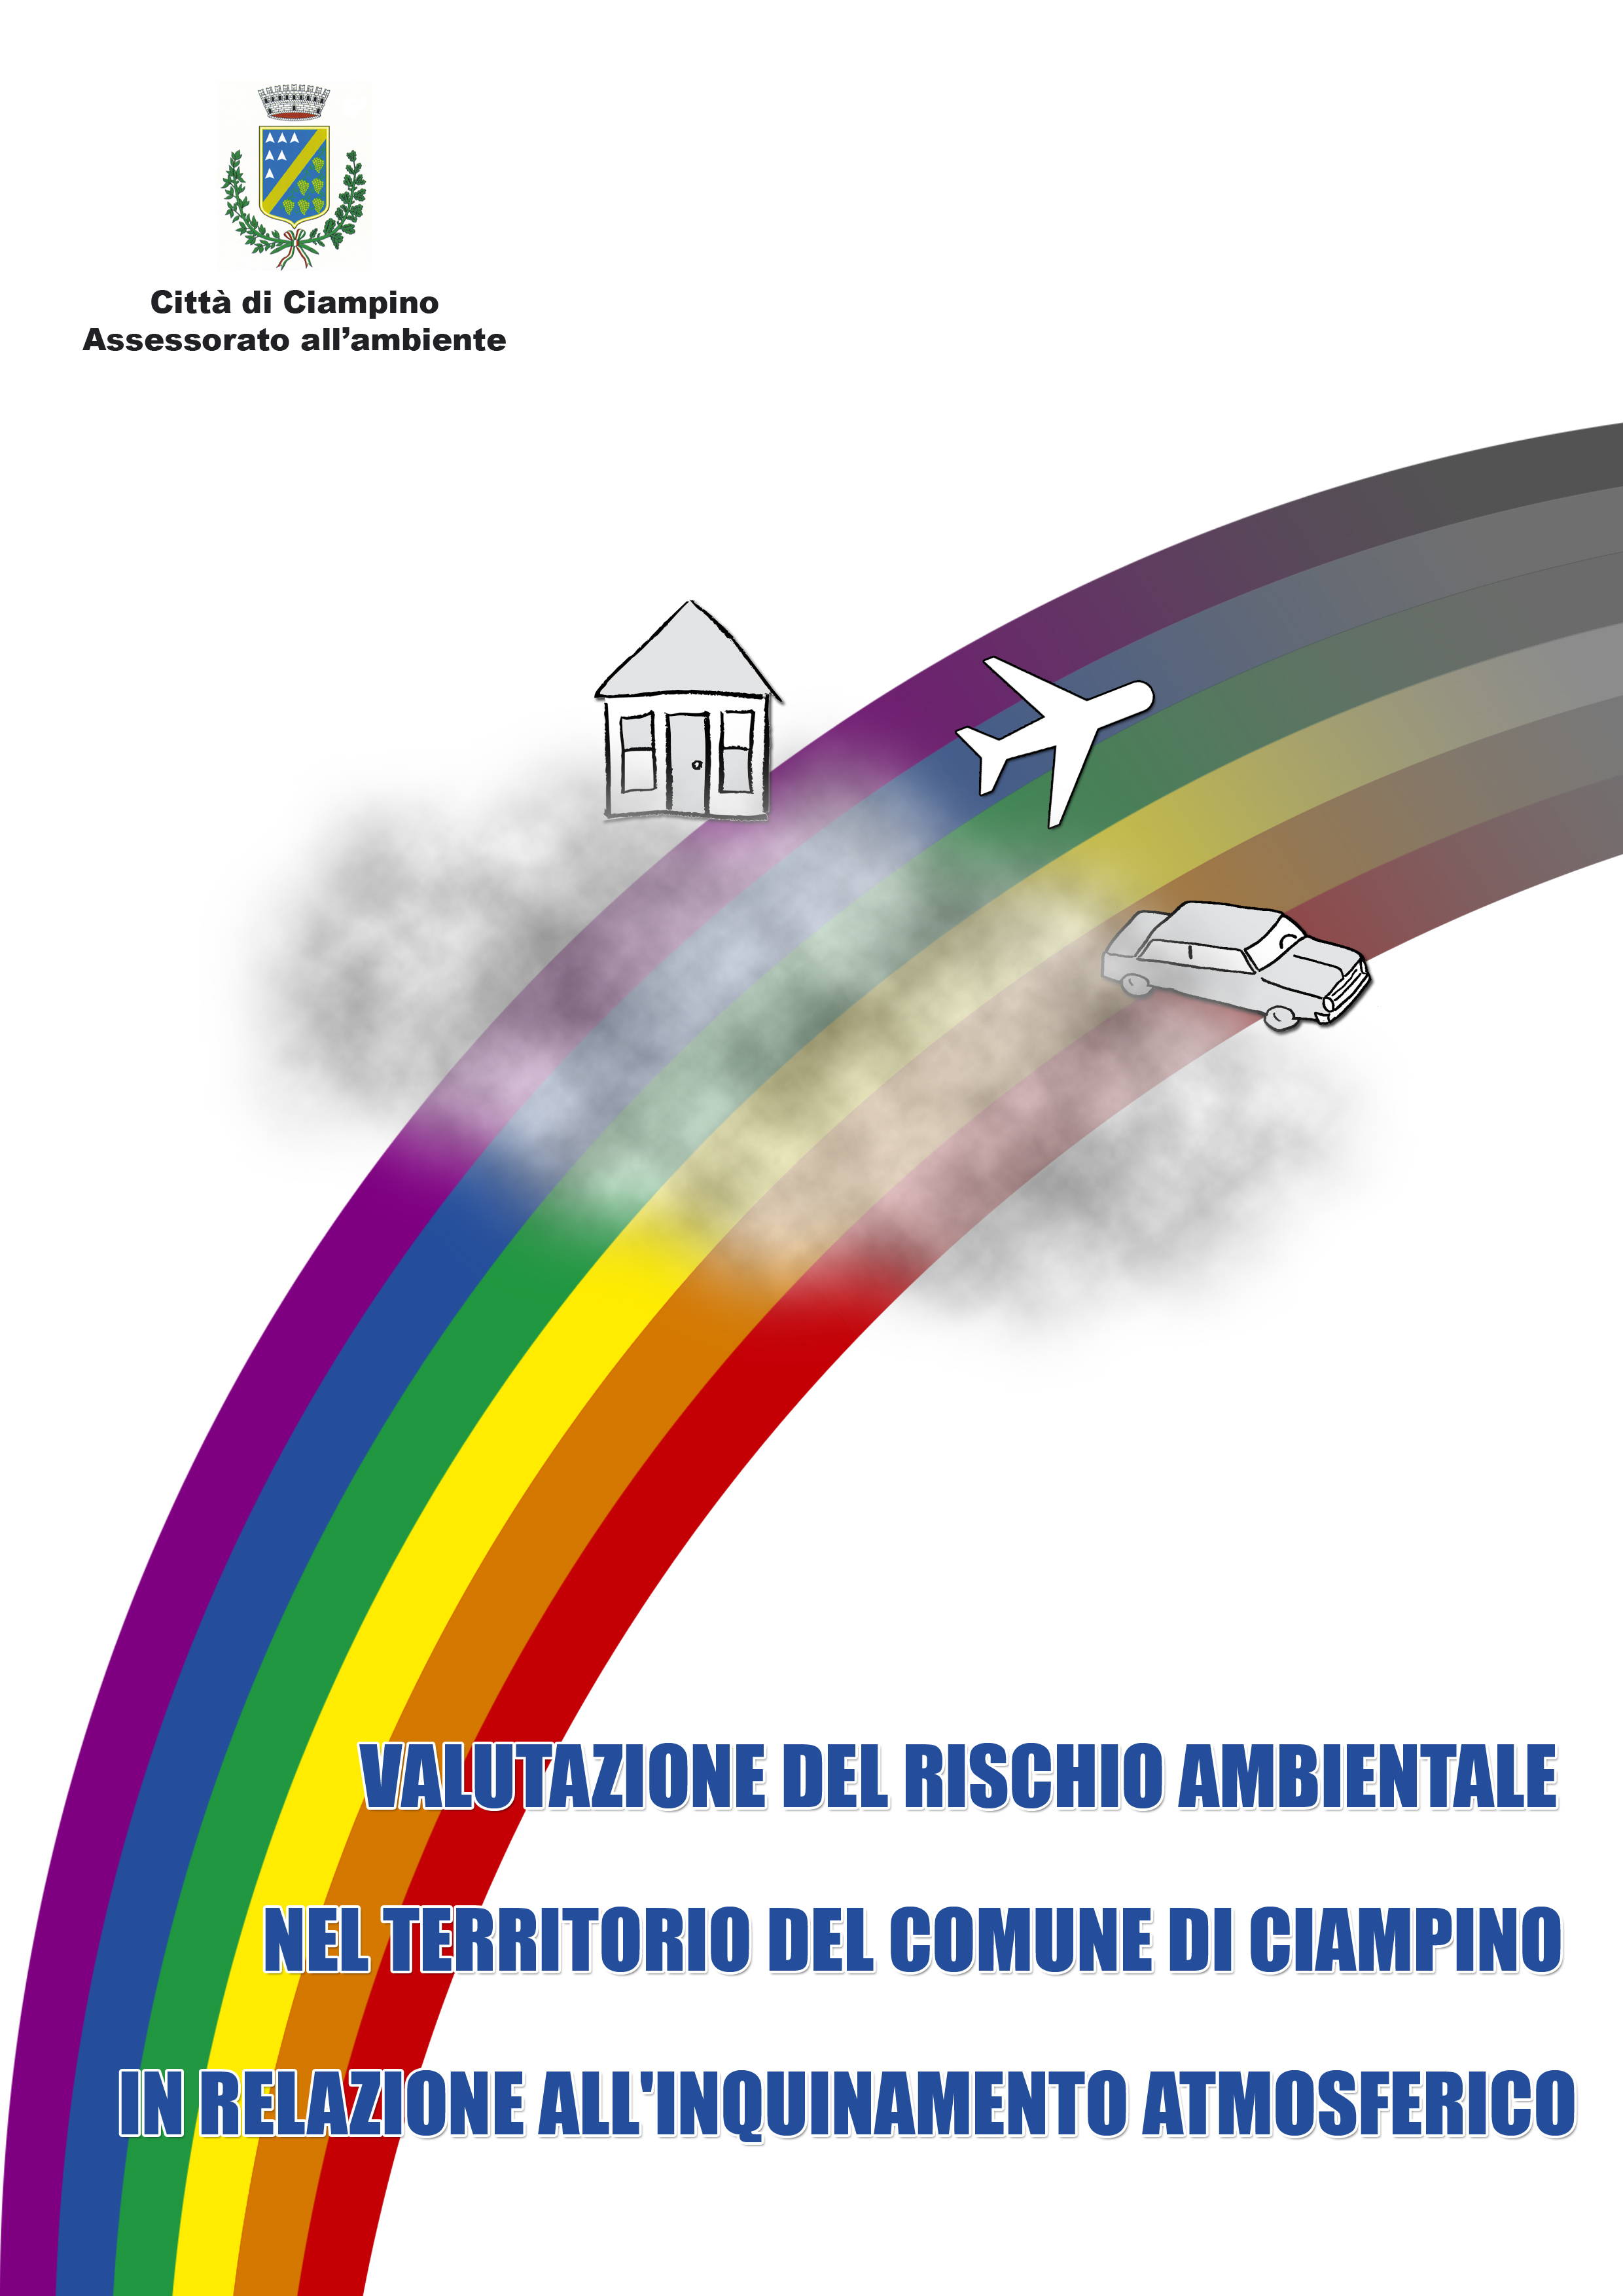 Città di Ciampino
Assessorato all’ambiente
VALUTAZIONE DEL RISCHIO AMBIENTALE
NEL TERRITORIO DEL COMUNE DI CIAMPINO
IN RELAZIONE ALL'INQUINAMENTO ATMOSFERICO